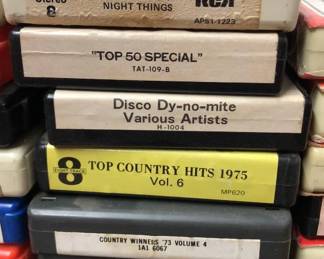 Stereo
8
NIGHT THINGS
RCA
APS1-1223
"TOP 50 SPECIAL"
TAT-109-B
Disco Dy-no-mite
Various Artists
H-1004
8
TOP COUNTRY HITS 1975
Vol. 6
MP620
COUNTRY WINNERS '73 VOLUME 4
1A1 6067